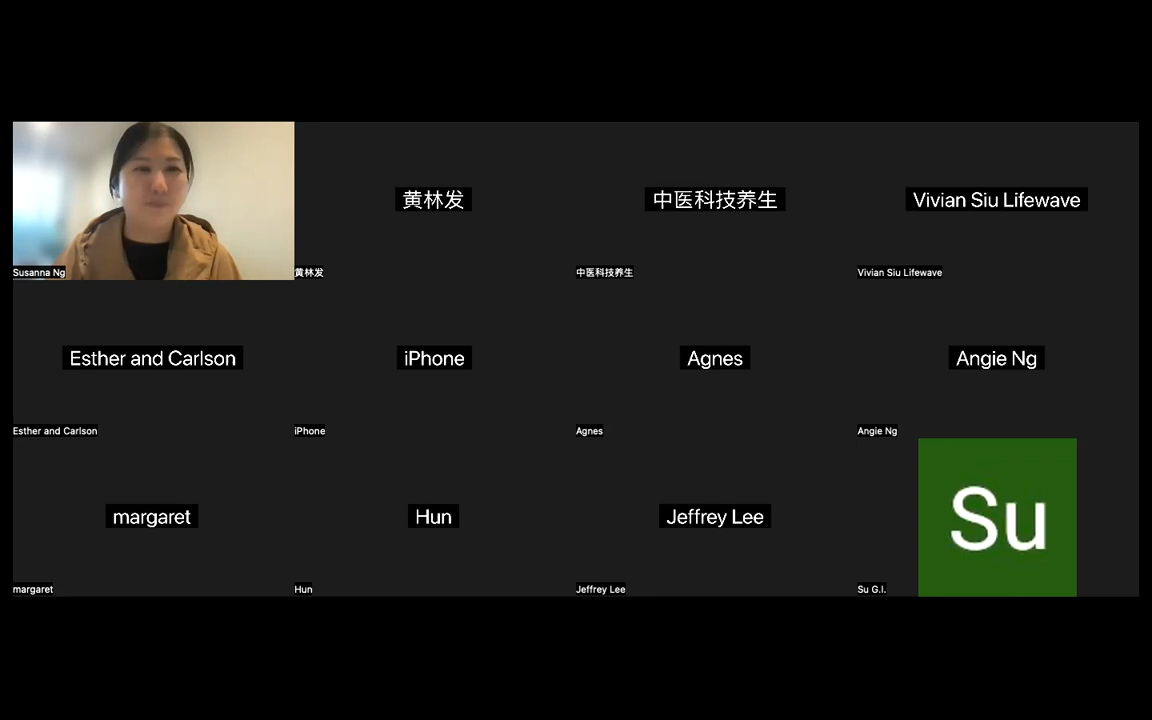 Susanna Ng
黄林发
黄林发
中医科技养生
中医科技养生
Vivian Siu Lifewave
Vivian Siu Lifewave
Esther and Carlson
Esther and Carlson
iPhone
iPhone
Agnes
Agnes
Angie Ng
Angie Ng
margaret
margaret
Hun
Hun
Jeffrey Lee
Jeffrey Lee
Su
Su G.I.